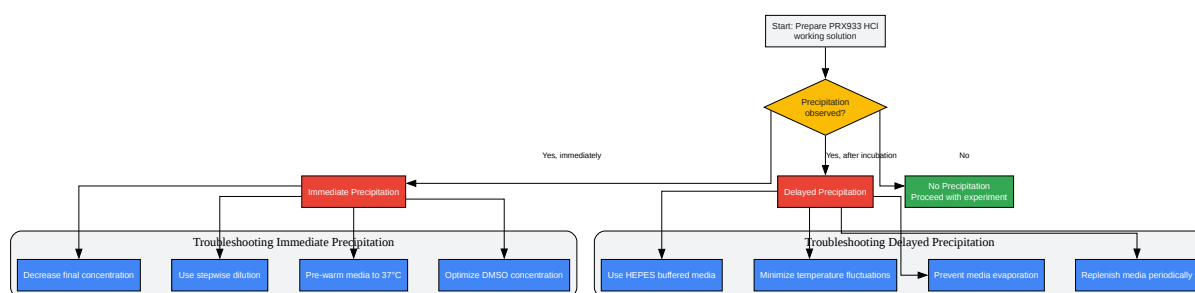 Start: Prepare PRX933 HCl
working solution
Precipitation
observed?
Yes, immediately
Yes, after incubation
No
Immediate Precipitation
Delayed Precipitation
No Precipitation
Proceed with experiment
Troubleshooting Immediate Precipitation
Troubleshooting Delayed Precipitation
Decrease final concentration
Use stepwise dilution
Pre-warm media to 37°C
Optimize DMSO concentration
Use HEPES buffered media
Minimize temperature fluctuations
Prevent media evaporation
Replenish media periodically